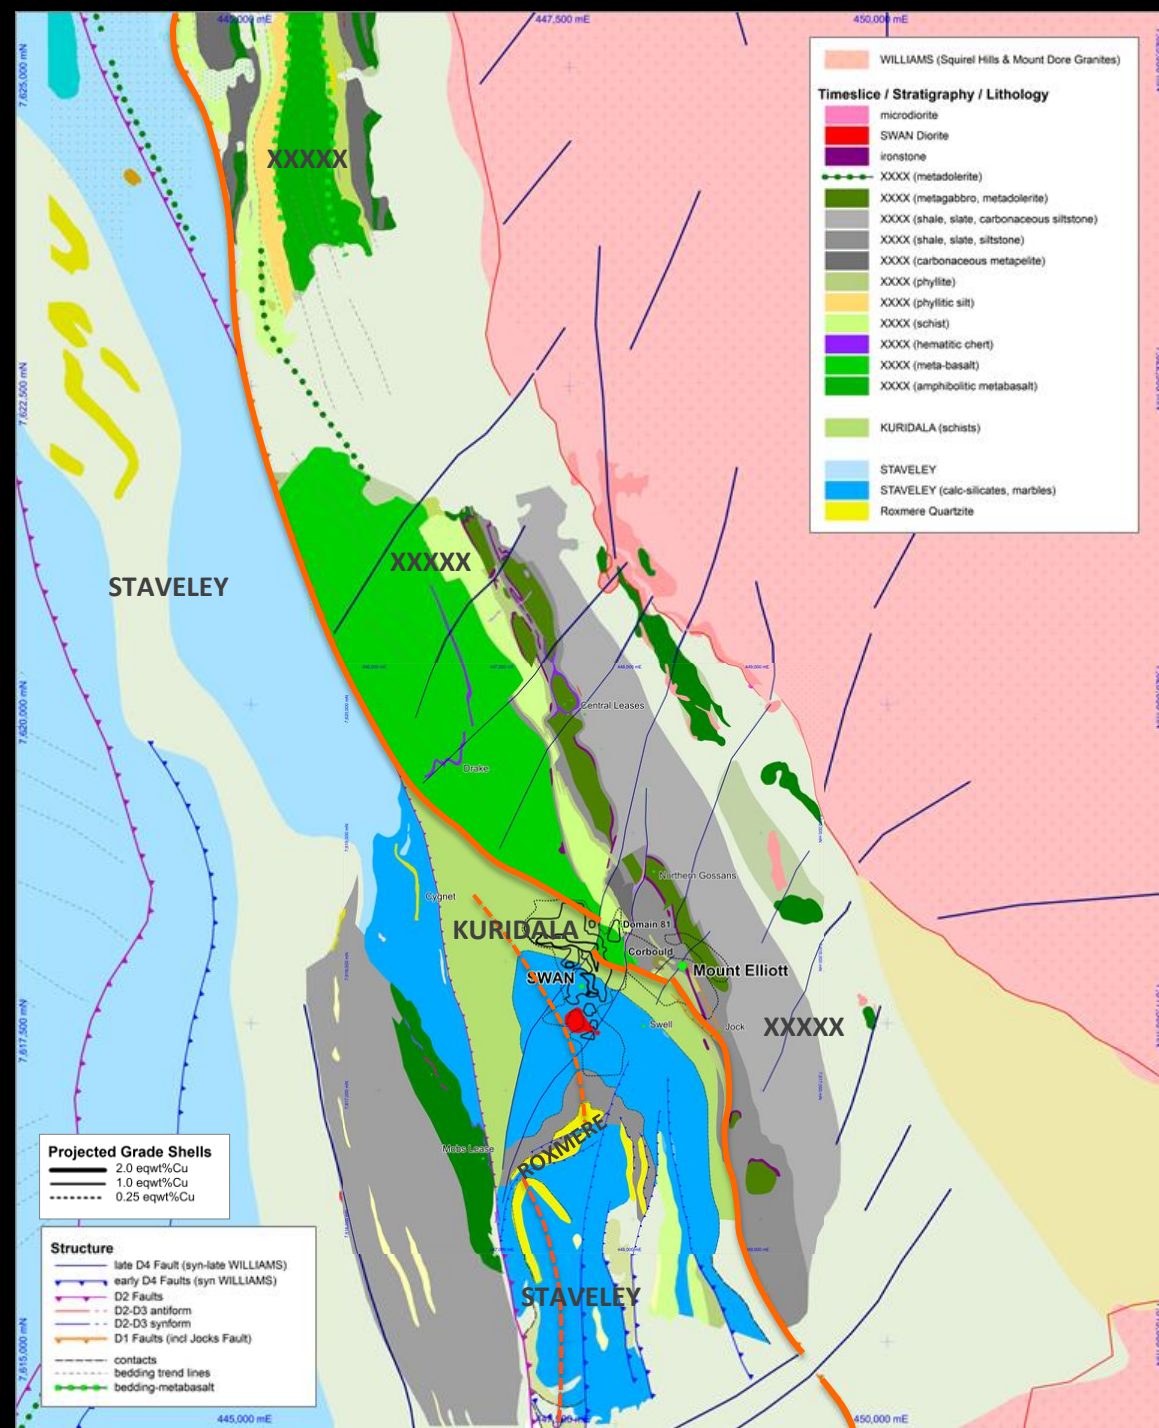 445,000 mE
447,500 mE
450,000 mE
7,625,000 mN
WILLIAMS (Squirel Hills & Mount Dore Granites)
Timeslice / Stratigraphy / Lithology
microdiorite
SWAN Diorite
ironstone
XXXX (metadolerite)
XXXX (metagabbro, metadolerite)
XXXX (shale, slate, carbonaceous siltstone)
XXXX (shale, slate, siltstone)
XXXX (carbonaceous metapelite)
XXXX (phyllite)
XXXX (phyllitic silt)
XXXX (schist)
XXXX (hematitic chert)
XXXX (meta-basalt)
XXXX (amphibolitic metabasalt)
KURIDALA (schists)
STAVELEY
STAVELEY (calc-silicates, marbles)
Roxmere Quartzite
XXXXX
7,622,500 mN
XXXXX
STAVELEY
7,620,000 mN
Central Leases
Drake
Northern Gossans
Cygnet
KURIDALA
Domain 81
Corbould
SWAN
Mount Elliott
7,617,500 mN
Swell
Jock
XXXXX
ROXMERE
Mobs Lease
Projected Grade Shells
2.0 eqwt%Cu
1.0 eqwt%Cu
0.25 eqwt%Cu
STAVELEY
Structure
late D4 Fault (syn-late WILLIAMS)
early D4 Faults (syn WILLIAMS)
D2 Faults
D2-D3 antiform
D2-D3 synform
D1 Faults (incl Jocks Fault)
contacts
bedding trend lines
bedding-metabasalt
7,615,000 mN
445,000 mE
447,500 mE
450,000 mE